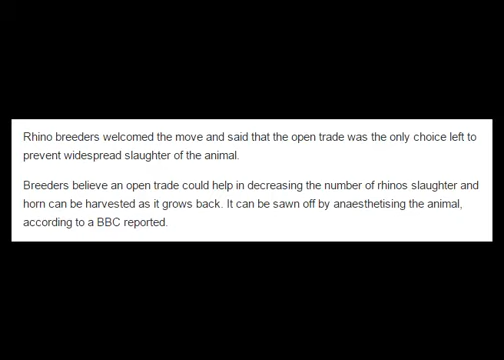 Rhino breeders welcomed the move and said that the open trade was the only choice left to
prevent widespread slaughter of the animal.
Breeders believe an open trade could help in decreasing the number of rhinos slaughter and
horn can be harvested as it grows back. It can be sawn off by anaesthetising the animal,
according to a BBC reported.